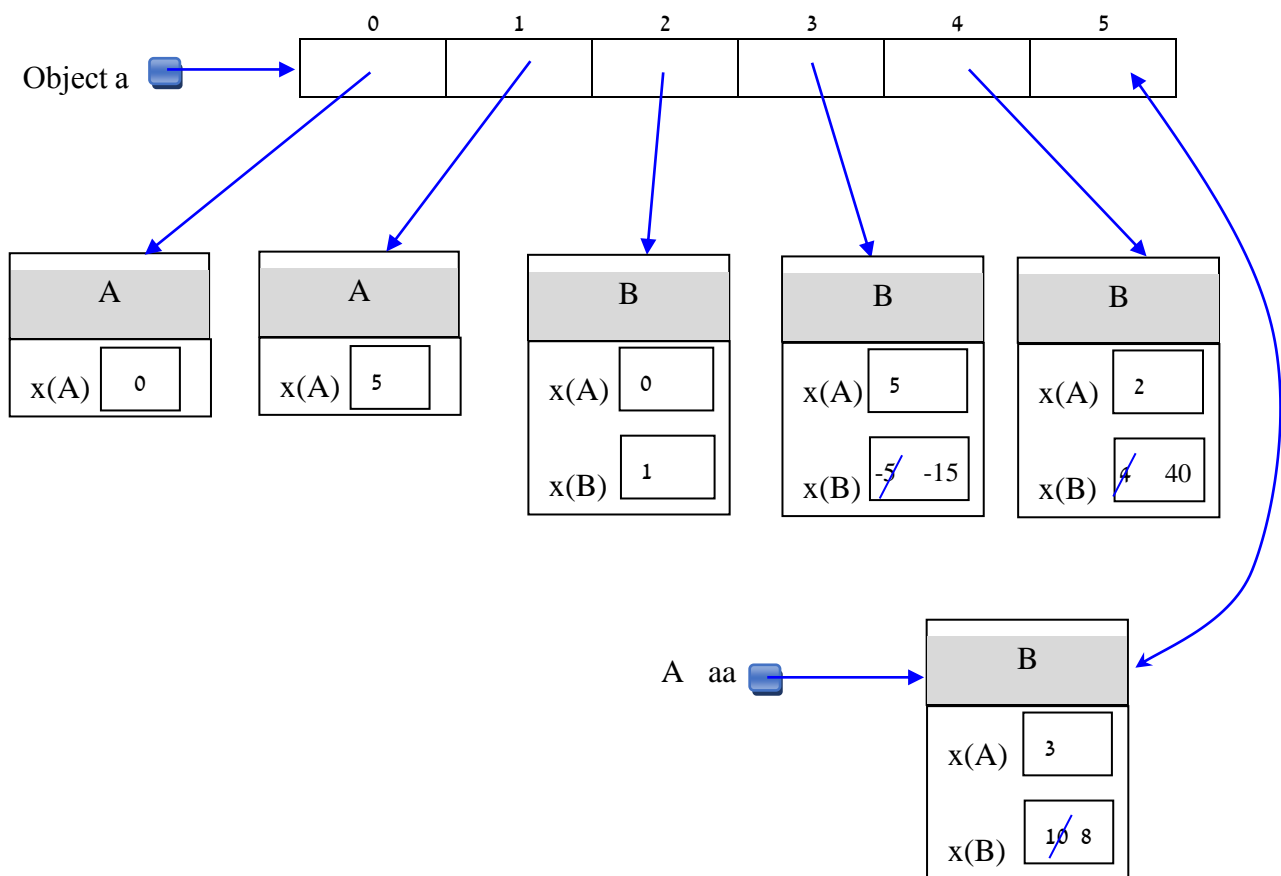 0 1 2 3 4 5
Object a
A A B B B
x(A) 0 x(A) 5 x(A) 0 x(A) 5 x(A) 2
x(B) 1 x(B) -5 -15 x(B) 4 40
A aa
B
x(A) 3
x(B) 10 8